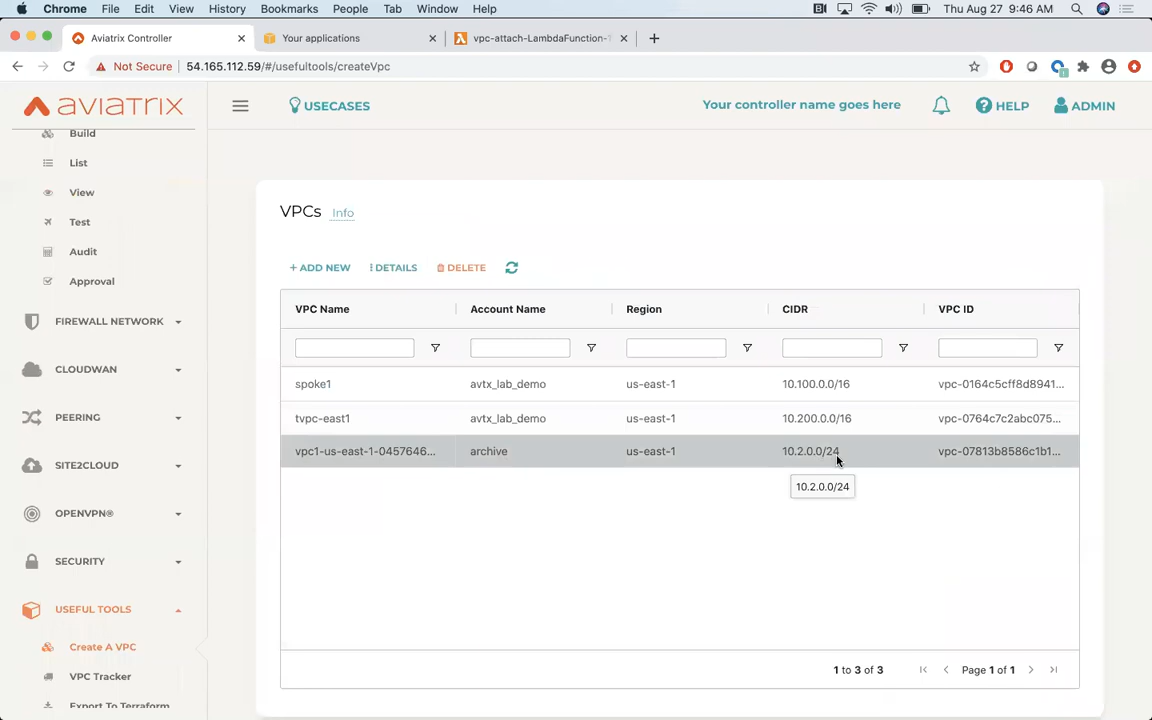 Chrome File Edit View History Bookmarks People Tab Window Help Thu Aug 27 9:46 AM
Aviatrix Controller Your applications vpc-attach-LambdaFunction-1
Not Secure 54.165.112.59/#/usefultools/createVpc
aviatrix USECASES Your controller name goes here HELP ADMIN
Build
List
View
Test
Audit
Approval
FIREWALL NETWORK
CLOUDWAN
PEERING
SITE2CLOUD
OPENVPN®
SECURITY
USEFUL TOOLS
Create A VPC
VPC Tracker
Export To Terraform
VPCs Info
+ ADD NEW DETAILS DELETE
VPC Name Account Name Region CIDR VPC ID
spoke1 avtx_lab_demo us-east-1 10.100.0.0/16 vpc-0164c5cff8d8941...
tvpc-east1 avtx_lab_demo us-east-1 10.200.0.0/16 vpc-0764c7c2abc075...
vpc1-us-east-1-0457646... archive us-east-1 10.2.0.0/24 vpc-07813b8586c1b1...
10.2.0.0/24
1 to 3 of 3 Page 1 of 1